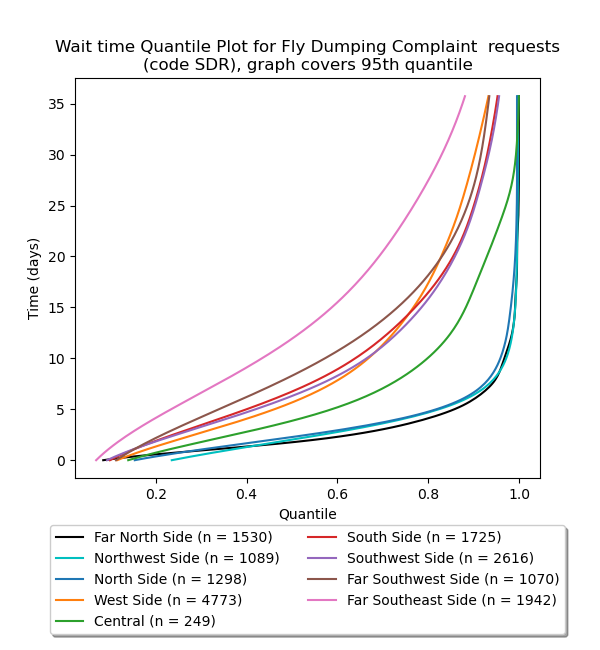 Wait time Quantile Plot for Fly Dumping Complaint  requests
(code SDR), graph covers 95th quantile
35
30
25
20
15
10
5
0
Time (days)
0.2
0.4
0.6
0.8
1.0
Quantile
Far North Side (n = 1530)
Northwest Side (n = 1089)
North Side (n = 1298)
West Side (n = 4773)
Central (n = 249)
South Side (n = 1725)
Southwest Side (n = 2616)
Far Southwest Side (n = 1070)
Far Southeast Side (n = 1942)